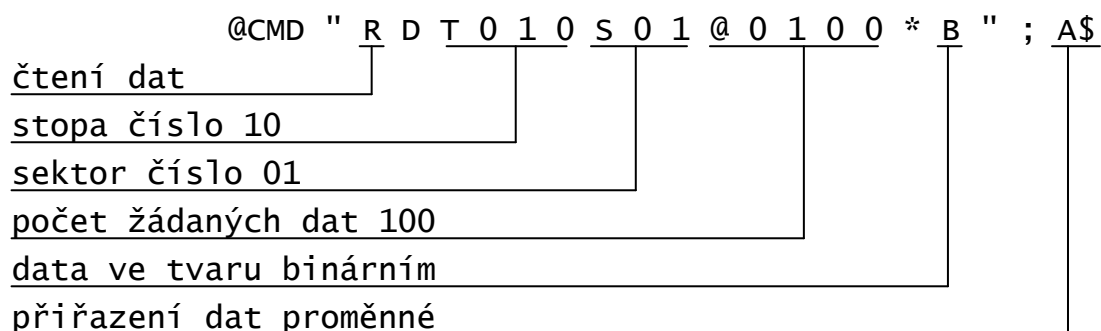 @CMD " R D T 0 1 0 S 0 1 @ 0 1 0 0 * B " ; A$
čtení dat
stopa číslo 10
sektor číslo 01
počet žádaných dat 100
data ve tvaru binárním
přiřazení dat proměnné